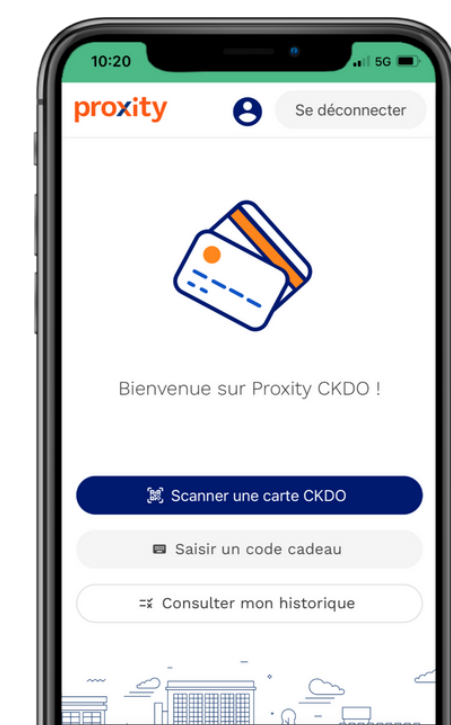 10:20
5G
proxity
Se déconnecter
Bienvenue sur Proxity CKDO !
Scanner une carte CKDO
Saisir un code cadeau
Consulter mon historique